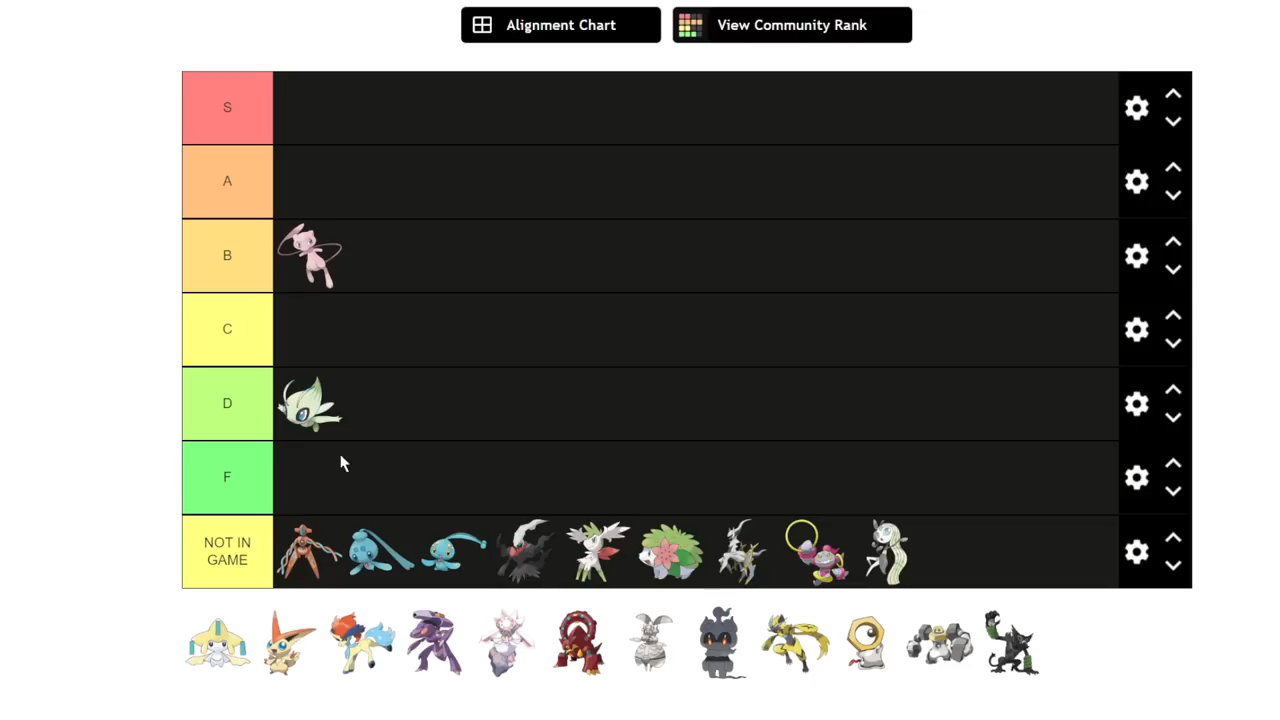 Alignment Chart
View Community Rank
S
A
B
C
D
F
NOT IN
GAME